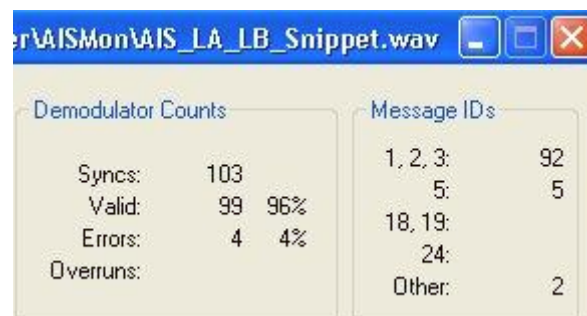 er\AISMon\AIS_LA_LB_Snippet.wav
Demodulator Counts
Syncs: 103
Valid: 99 96%
Errors: 4 4%
Overruns:
Message IDs
1, 2, 3: 92
5: 5
18, 19:
24:
Other: 2